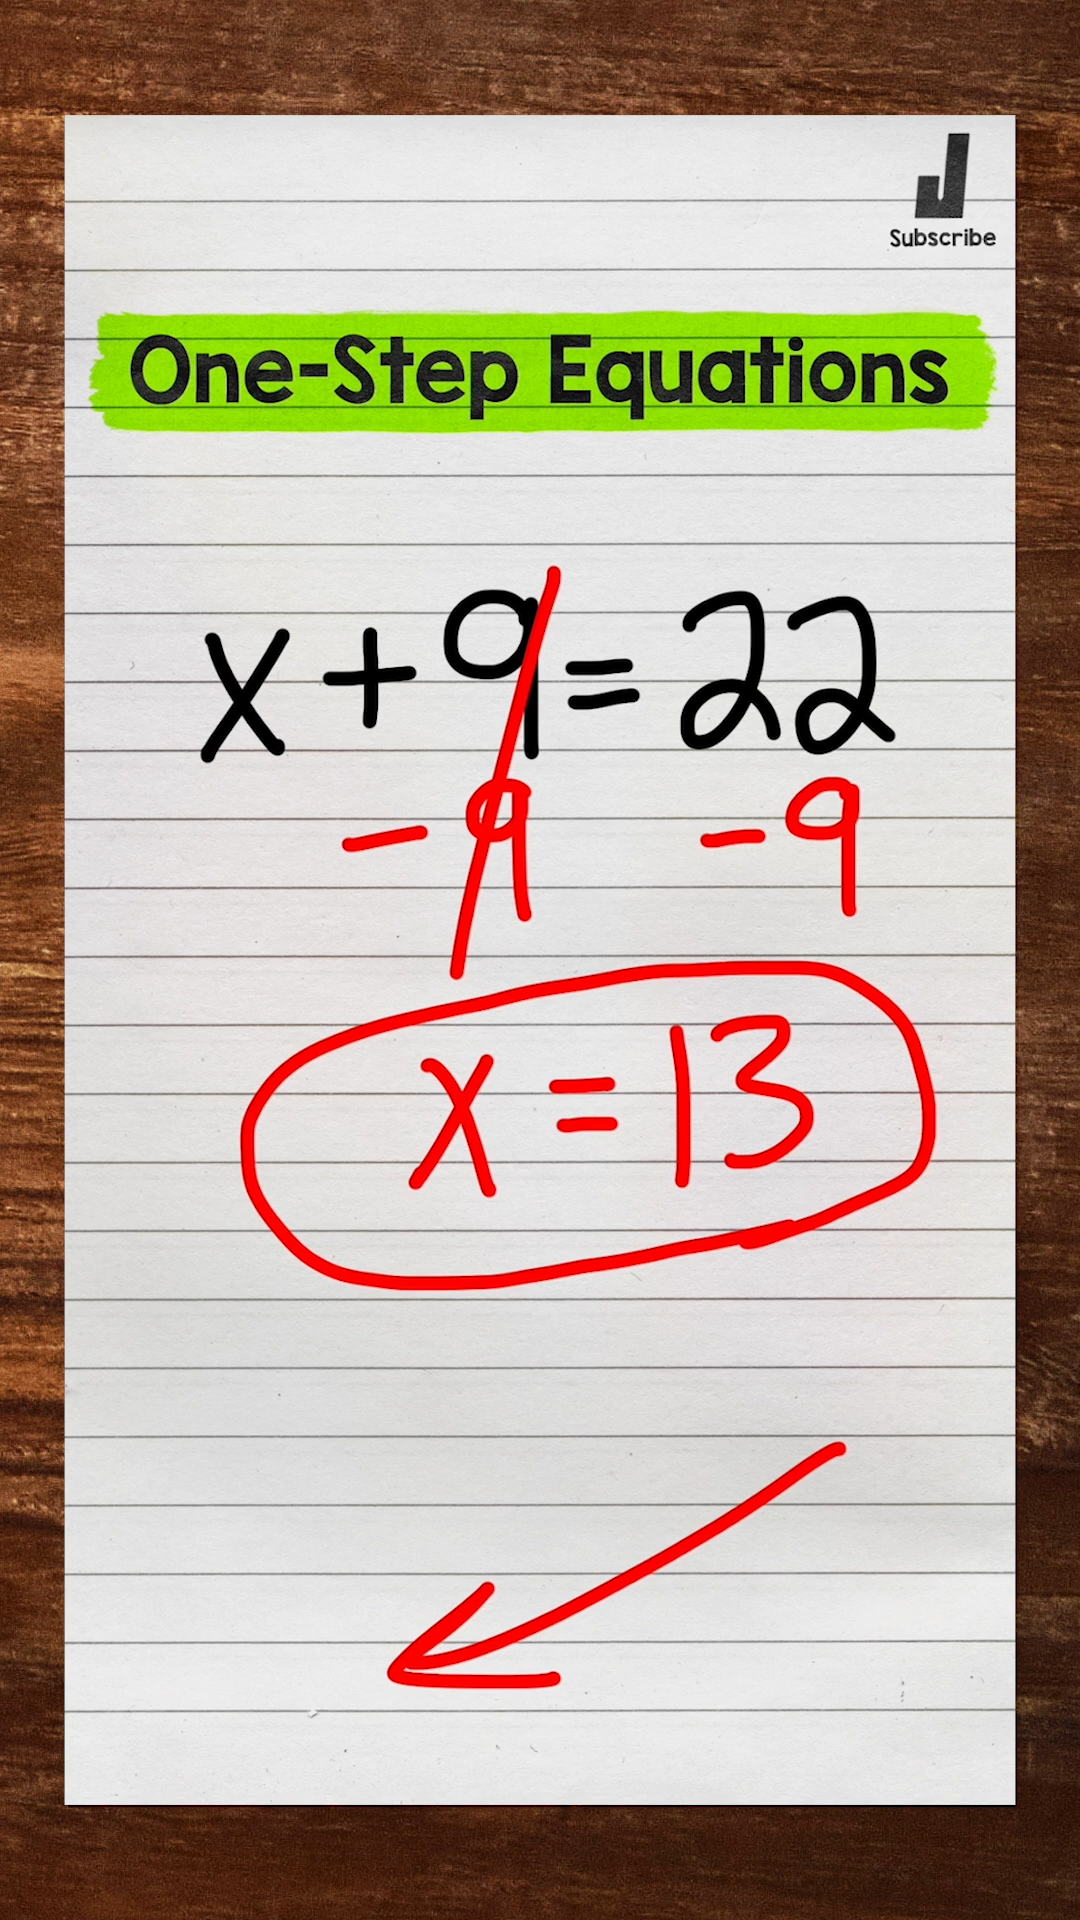 J
Subscribe
One-Step Equations
x + 9 = 22
- 9 - 9
x = 13